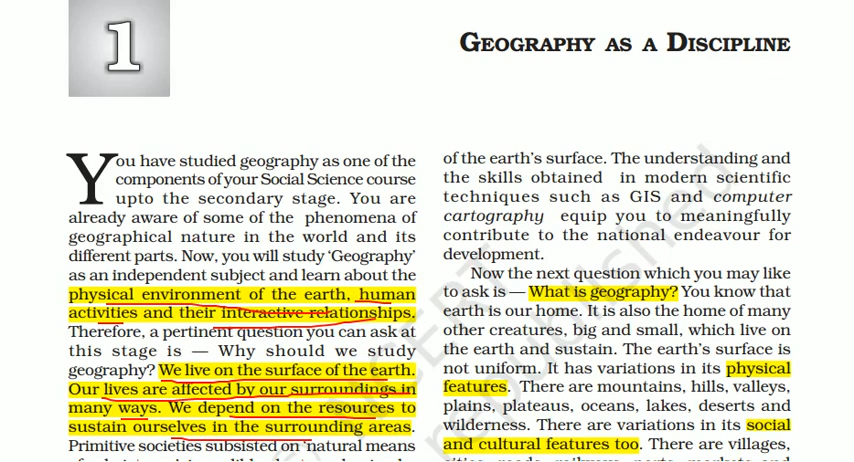 1
GEOGRAPHY AS A DISCIPLINE
You have studied geography as one of the
components of your Social Science course
upto the secondary stage. You are
already aware of some of the phenomena of
geographical nature in the world and its
different parts. Now, you will study ‘Geography’
as an independent subject and learn about the
physical environment of the earth, human
activities and their interactive relationships.
Therefore, a pertinent question you can ask at
this stage is — Why should we study
geography? We live on the surface of the earth.
Our lives are affected by our surroundings in
many ways. We depend on the resources to
sustain ourselves in the surrounding areas.
Primitive societies subsisted on ‘natural means
of the earth’s surface. The understanding and
the skills obtained in modern scientific
techniques such as GIS and computer
cartography equip you to meaningfully
contribute to the national endeavour for
development.
Now the next question which you may like
to ask is — What is geography? You know that
earth is our home. It is also the home of many
other creatures, big and small, which live on
the earth and sustain. The earth’s surface is
not uniform. It has variations in its physical
features. There are mountains, hills, valleys,
plains, plateaus, oceans, lakes, deserts and
wilderness. There are variations in its social
and cultural features too. There are villages,